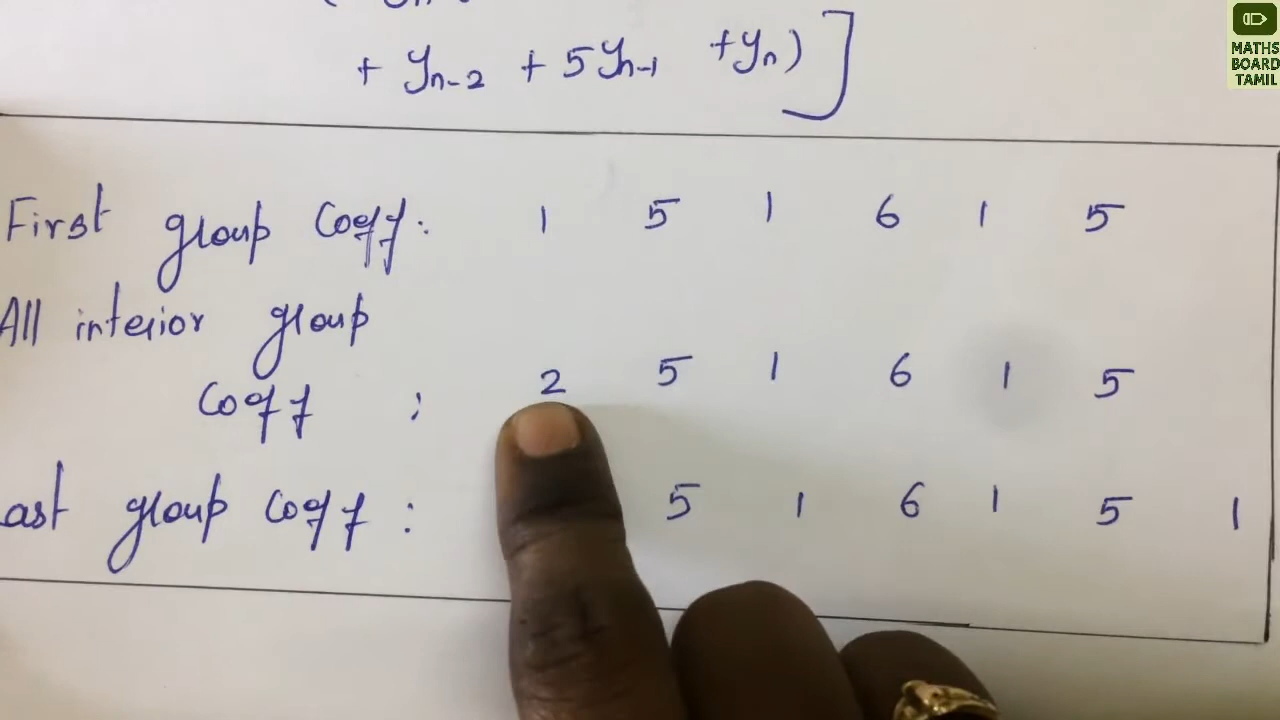 + yn-2 + 5yn-1 + yn) ]
First group Coeff: 1 5 1 6 1 5
All interior group
Coeff : 2 5 1 6 1 5
ast group Coeff : 5 1 6 1 5 1
MATHS
BOARD
TAMIL